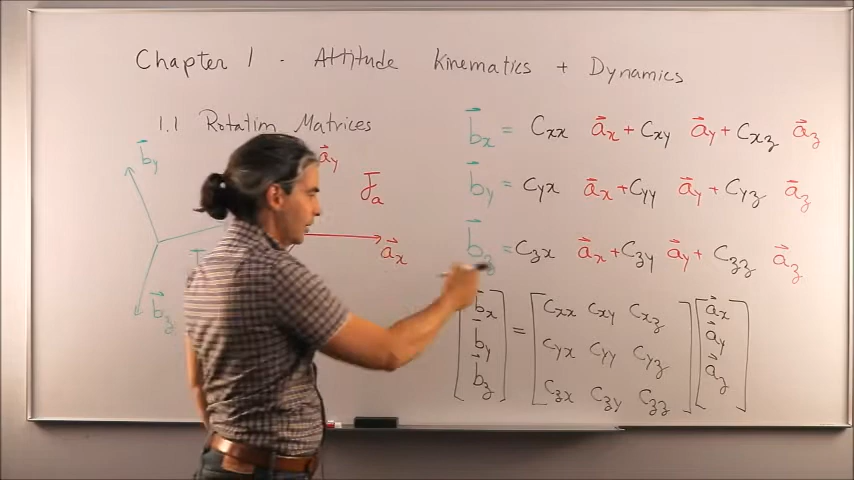 Chapter 1 - Attitude Kinematics + Dynamics
1.1 Rotation Matrices
b⃗y
a⃗y
F⃗a
a⃗x
b⃗z
b⃗x = Cxx a⃗x + Cxy a⃗y + Cxz a⃗z
b⃗y = Cyx a⃗x + Cyy a⃗y + Cyz a⃗z
b⃗z = Czx a⃗x + Czy a⃗y + Czz a⃗z
[b⃗x] = [Cxx Cxy Cxz] [a⃗x]
[b⃗y] [Cyx Cyy Cyz] [a⃗y]
[b⃗z] [Czx Czy Czz] [a⃗z]